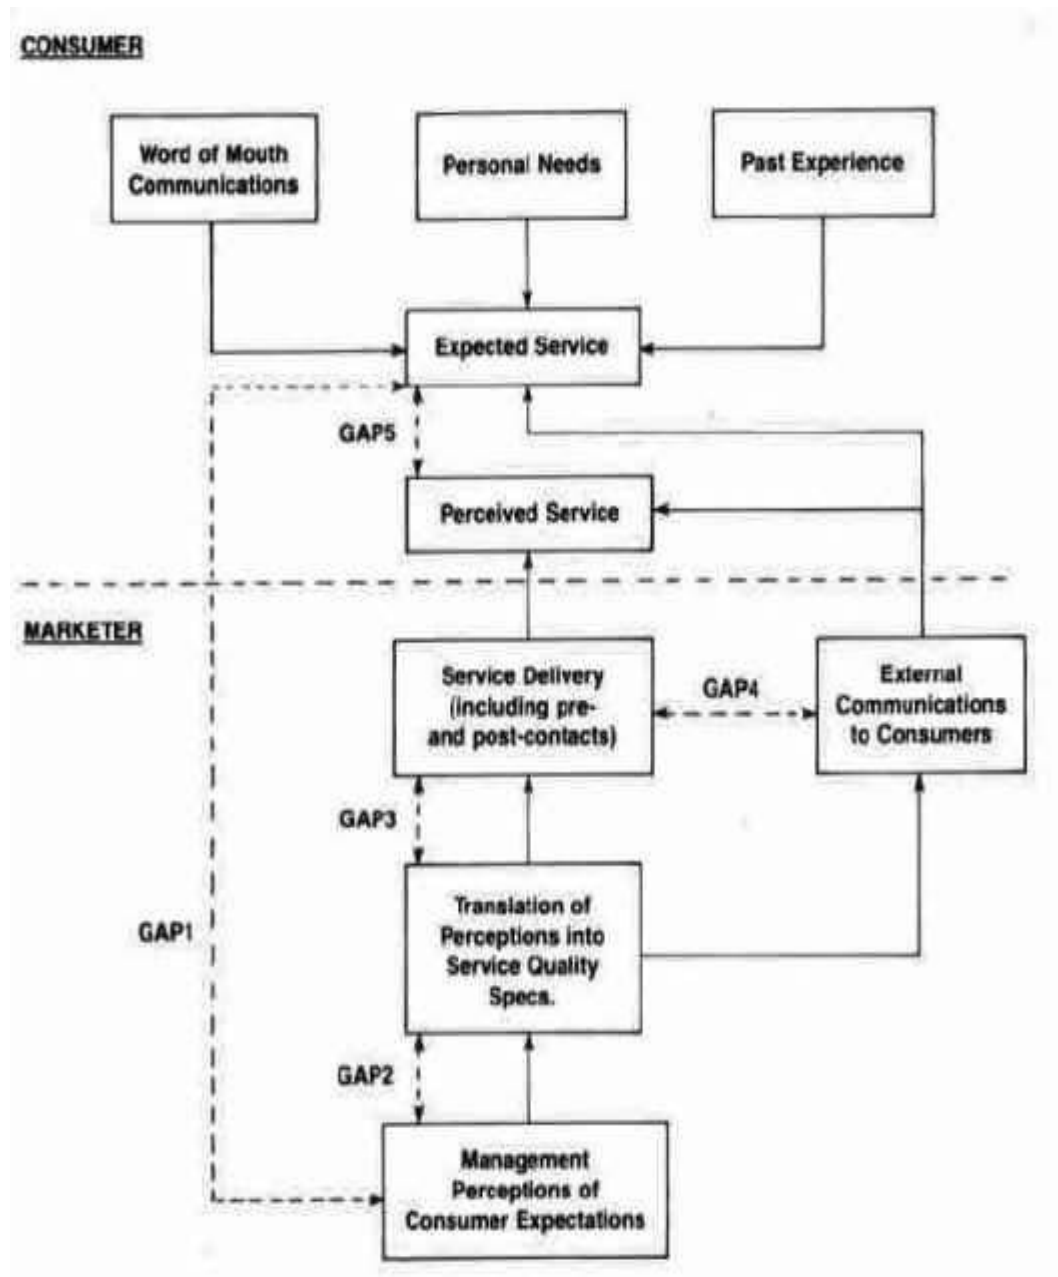 CONSUMER
Word of Mouth
Communications
Personal Needs
Past Experience
Expected Service
GAP5
Perceived Service
MARKETER
Service Delivery
(including pre-
and post-contacts)
GAP4
External
Communications
to Consumers
GAP3
Translation of
Perceptions into
Service Quality
Specs.
GAP1
GAP2
Management
Perceptions of
Consumer Expectations